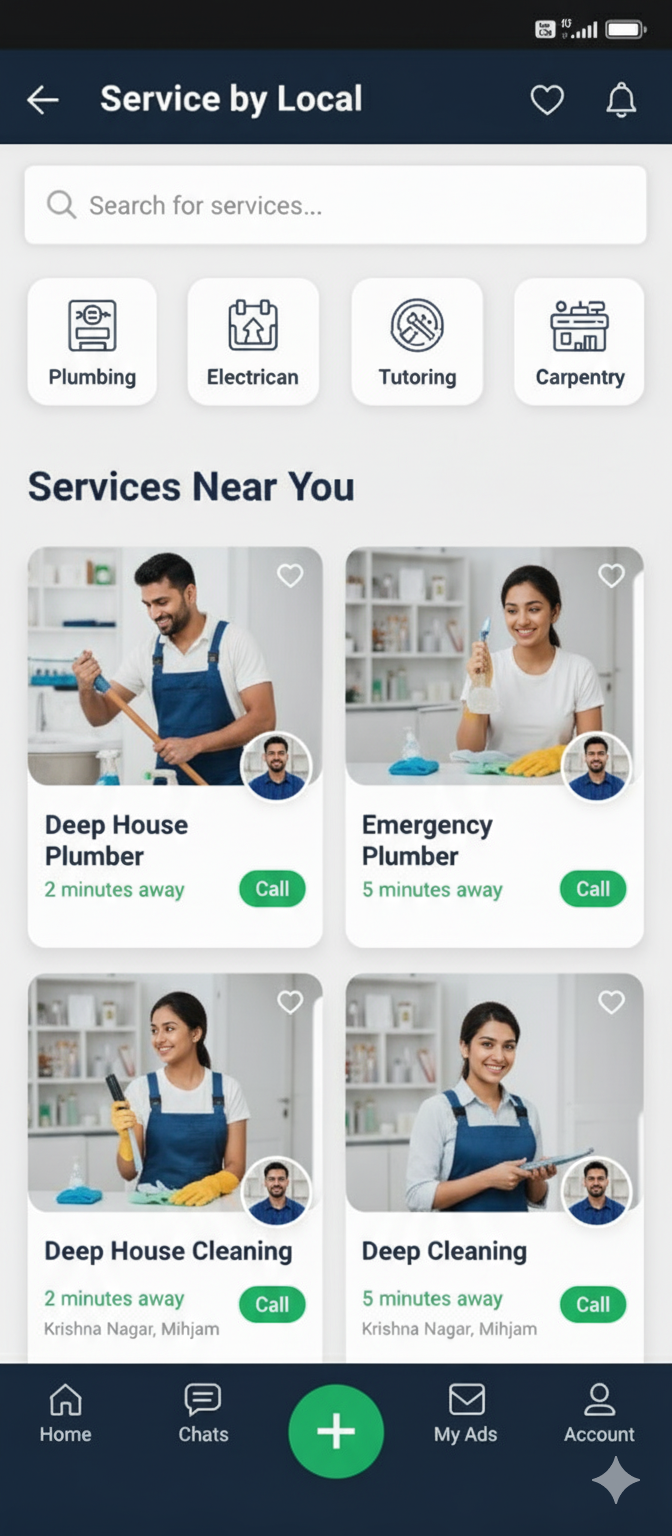 Service by Local
Search for services...
Plumbing
Electrican
Tutoring
Carpentry
Services Near You
Deep House
Plumber
2 minutes away
Call
Emergency
Plumber
5 minutes away
Call
Deep House Cleaning
2 minutes away
Call
Krishna Nagar, Mihjam
Deep Cleaning
5 minutes away
Call
Krishna Nagar, Mihjam
Home
Chats
My Ads
Account